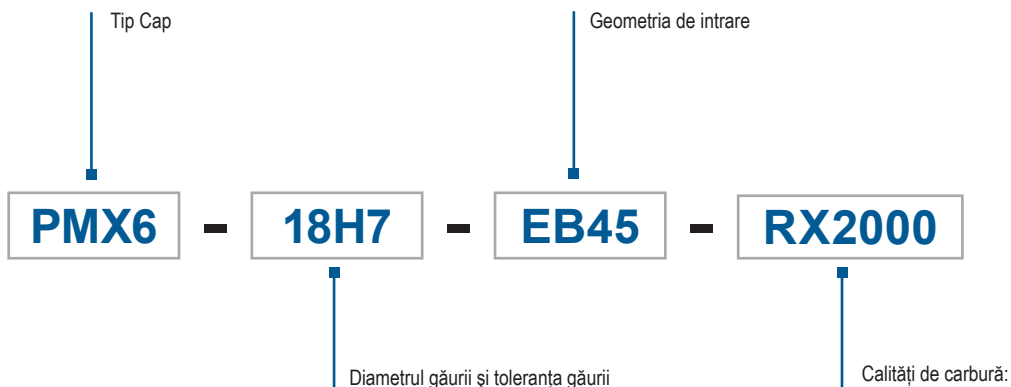 Tip Cap
Geometria de intrare
PMX6 - 18H7 - EB45 - RX2000
Diametrul găurii și toleranța găurii
Calități de carbură: